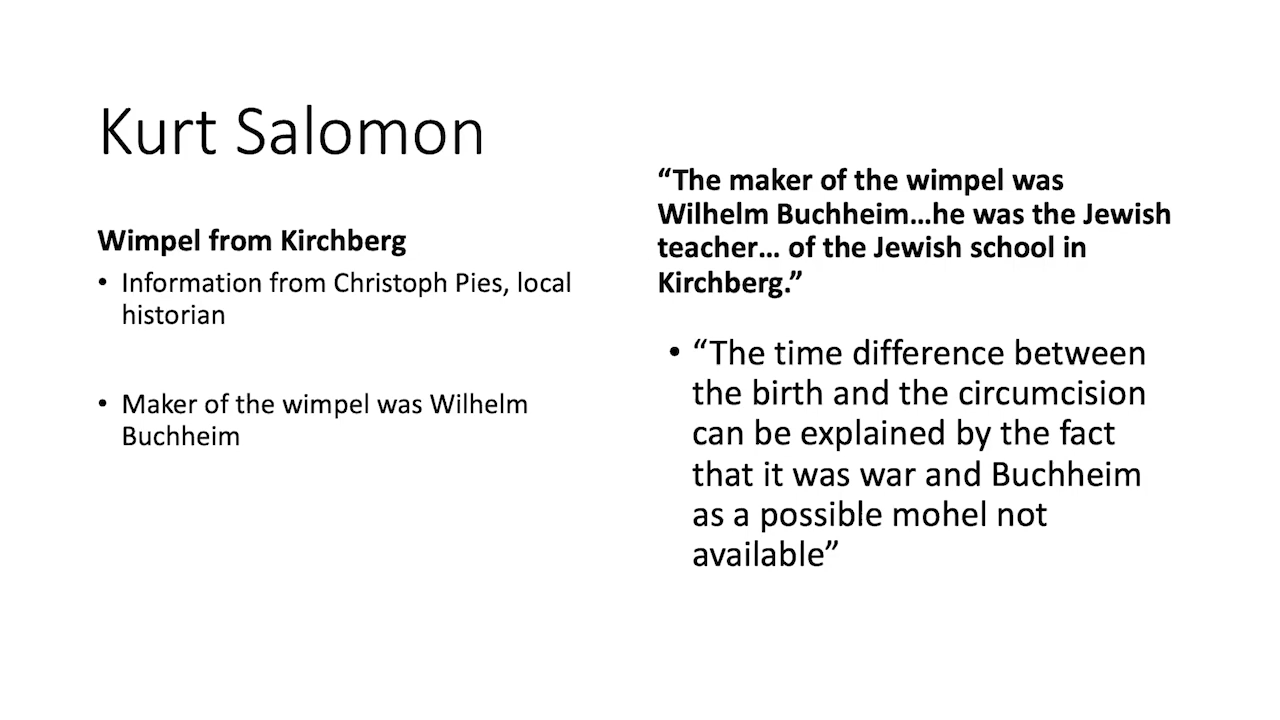 Kurt Salomon
Wimpel from Kirchberg
• Information from Christoph Pies, local
historian
• Maker of the wimpel was Wilhelm
Buchheim
“The maker of the wimpel was
Wilhelm Buchheim…he was the Jewish
teacher… of the Jewish school in
Kirchberg.”
• “The time difference between
the birth and the circumcision
can be explained by the fact
that it was war and Buchheim
as a possible mohel not
available”